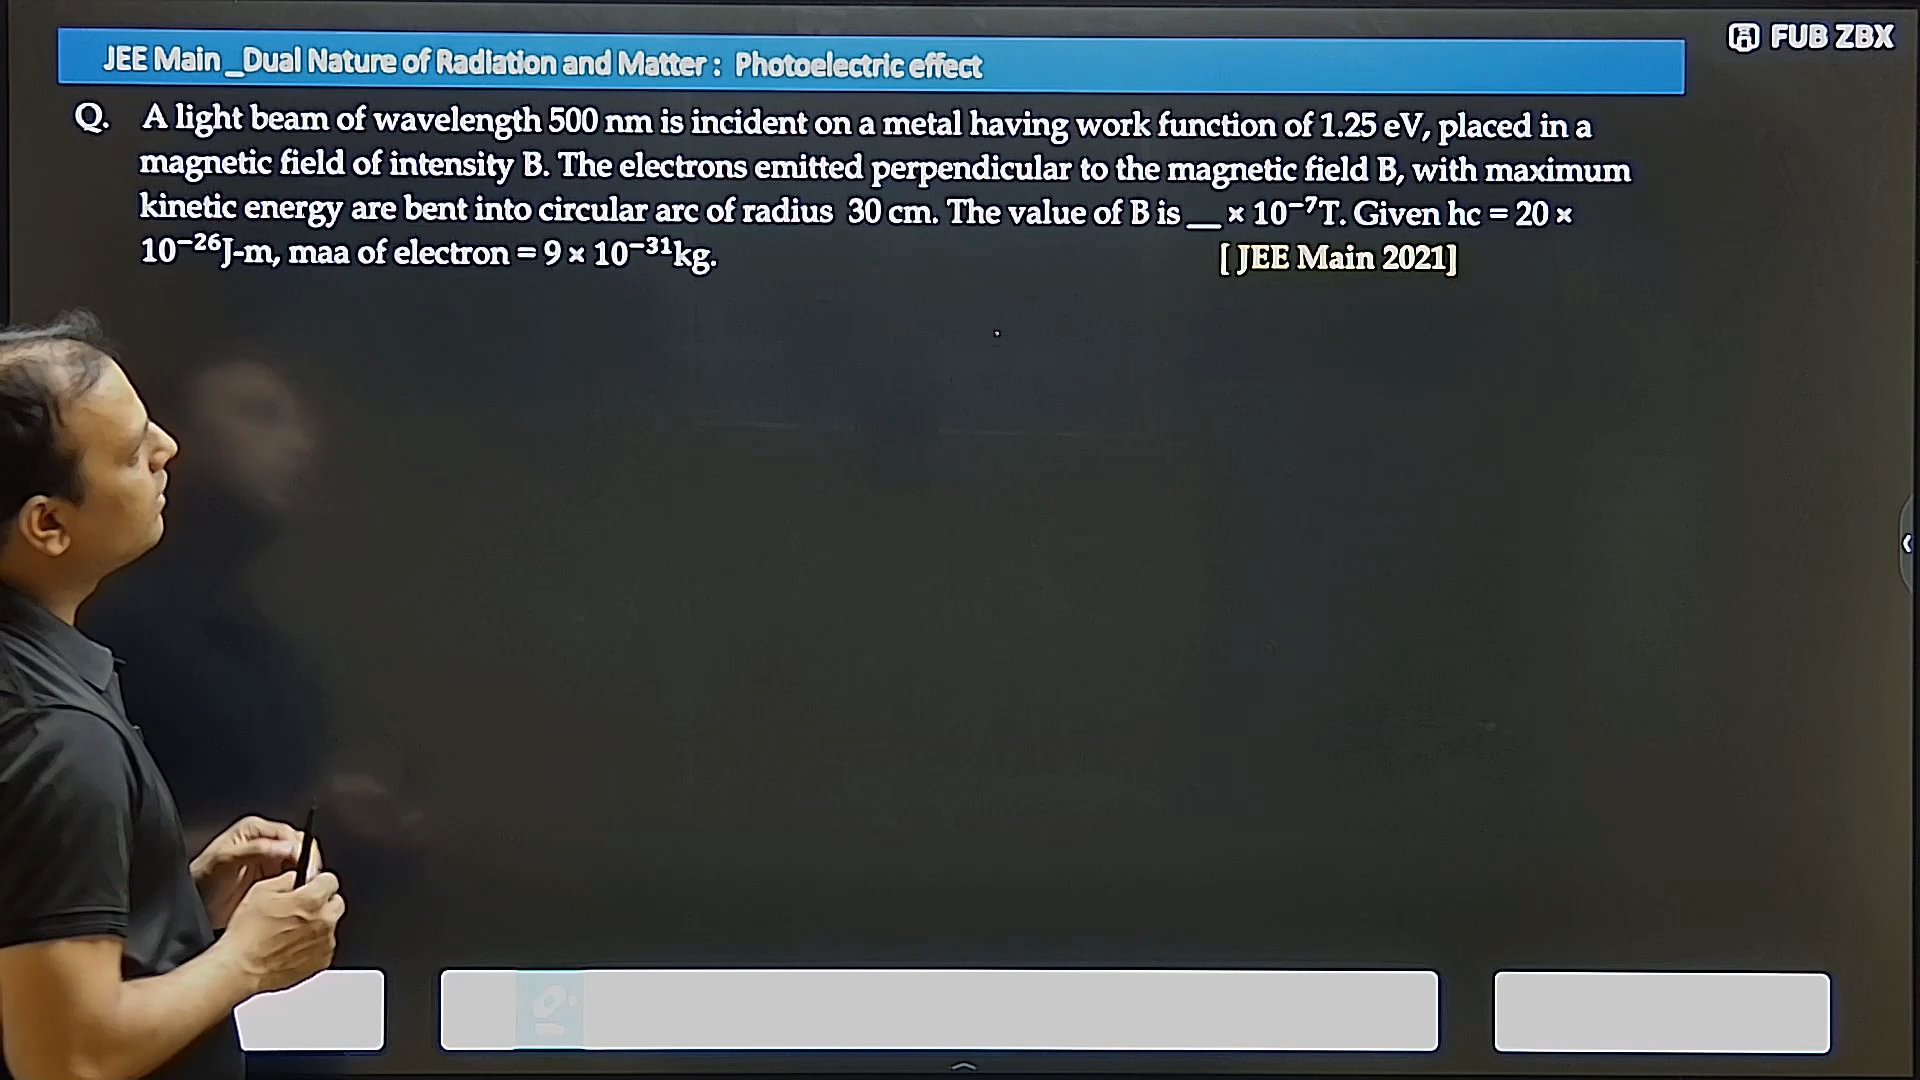 FUB ZBX
JEE Main _Dual Nature of Radiation and Matter : Photoelectric effect
Q. A light beam of wavelength 500 nm is incident on a metal having work function of 1.25 eV, placed in a
magnetic field of intensity B. The electrons emitted perpendicular to the magnetic field B, with maximum
kinetic energy are bent into circular arc of radius 30 cm. The value of B is __ × 10⁻⁷T. Given hc = 20 ×
10⁻²⁶J-m, maa of electron = 9 × 10⁻³¹kg. [ JEE Main 2021]